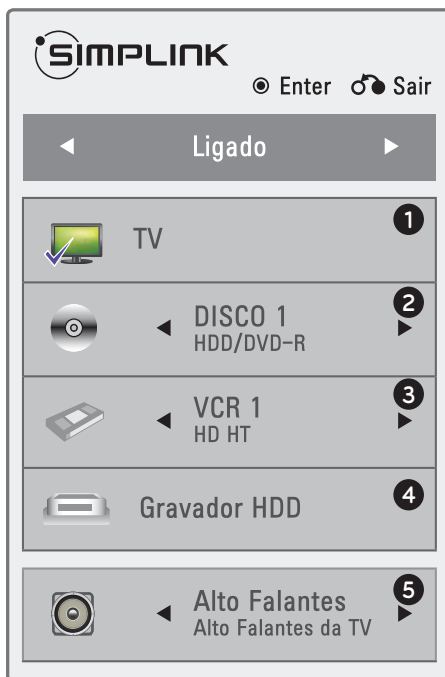 SIMPLINK
Enter Sair
Ligado
TV
1
DISCO 1
HDD/DVD-R
2
VCR 1
HD HT
3
Gravador HDD
4
Alto Falantes
Alto Falantes da TV
5